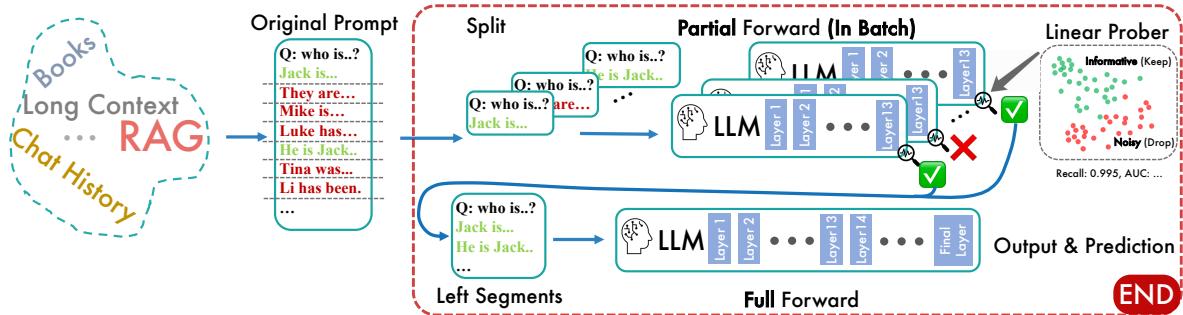 Books
Long Context
...
RAG
Chat History
Original Prompt
Q: who is..?
Jack is...
They are...
Mike is...
Luke has...
He is Jack..
Tina was...
Li has been.
...
Split
Q: who is..?
He is Jack..
Q: who is..?
are...
Q: who is..?
Jack is...
...
Partial Forward (In Batch)
LLM
Layer 1
Layer 2
Layer13
Layer13
Layer13
...
Linear Prober
Informative (Keep)
Noisy (Drop)
Recall: 0.995, AUC: ...
Q: who is..?
Jack is...
He is Jack..
...
Left Segments
LLM
Layer 1
Layer 2
Layer13
Layer14
Final
Layer
Full Forward
Output & Prediction
END